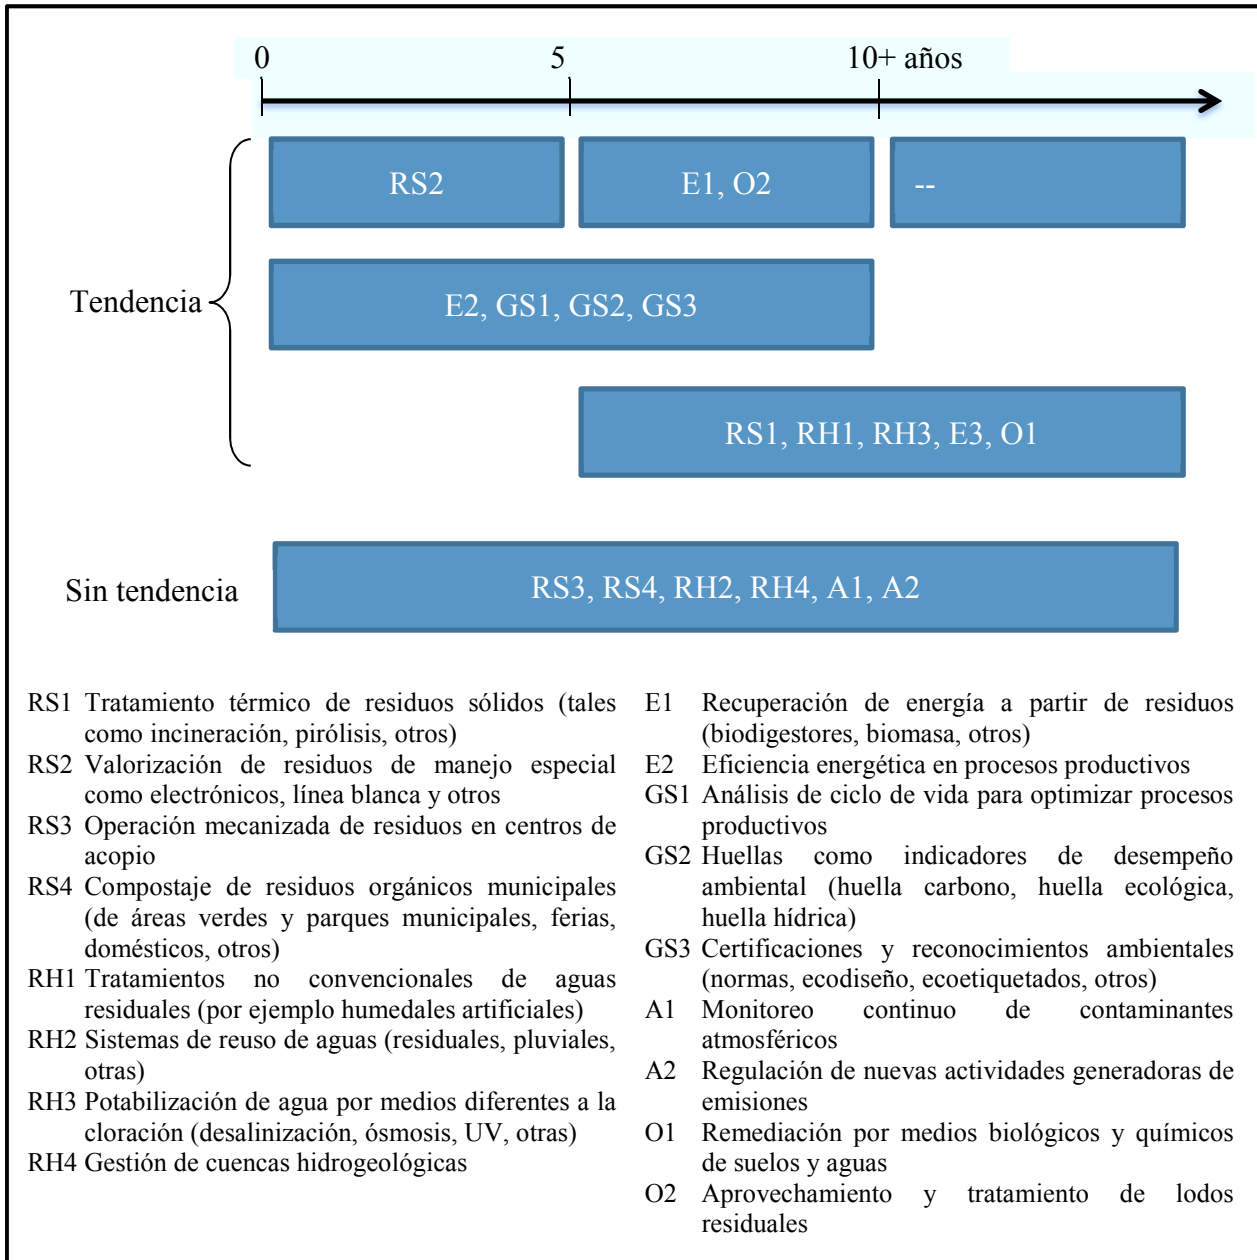 0 5 10+ años
RS2 E1, O2 --
Tendencia
E2, GS1, GS2, GS3
RS1, RH1, RH3, E3, O1
Sin tendencia
RS3, RS4, RH2, RH4, A1, A2
RS1 Tratamiento térmico de residuos sólidos (tales
como incineración, pirólisis, otros)
RS2 Valorización de residuos de manejo especial
como electrónicos, línea blanca y otros
RS3 Operación mecanizada de residuos en centros de
acopio
RS4 Compostaje de residuos orgánicos municipales
(de áreas verdes y parques municipales, ferias,
domésticos, otros)
RH1 Tratamientos no convencionales de aguas
residuales (por ejemplo humedales artificiales)
RH2 Sistemas de reuso de aguas (residuales, pluviales,
otras)
RH3 Potabilización de agua por medios diferentes a la
cloración (desalinización, ósmosis, UV, otras)
RH4 Gestión de cuencas hidrogeológicas
E1 Recuperación de energía a partir de residuos
(biodigestores, biomasa, otros)
E2 Eficiencia energética en procesos productivos
GS1 Análisis de ciclo de vida para optimizar procesos
productivos
GS2 Huellas como indicadores de desempeño
ambiental (huella carbono, huella ecológica,
huella hídrica)
GS3 Certificaciones y reconocimientos ambientales
(normas, ecodiseño, ecoetiquetados, otros)
A1 Monitoreo continuo de contaminantes
atmosféricos
A2 Regulación de nuevas actividades generadoras de
emisiones
O1 Remediación por medios biológicos y químicos
de suelos y aguas
O2 Aprovechamiento y tratamiento de lodos
residuales